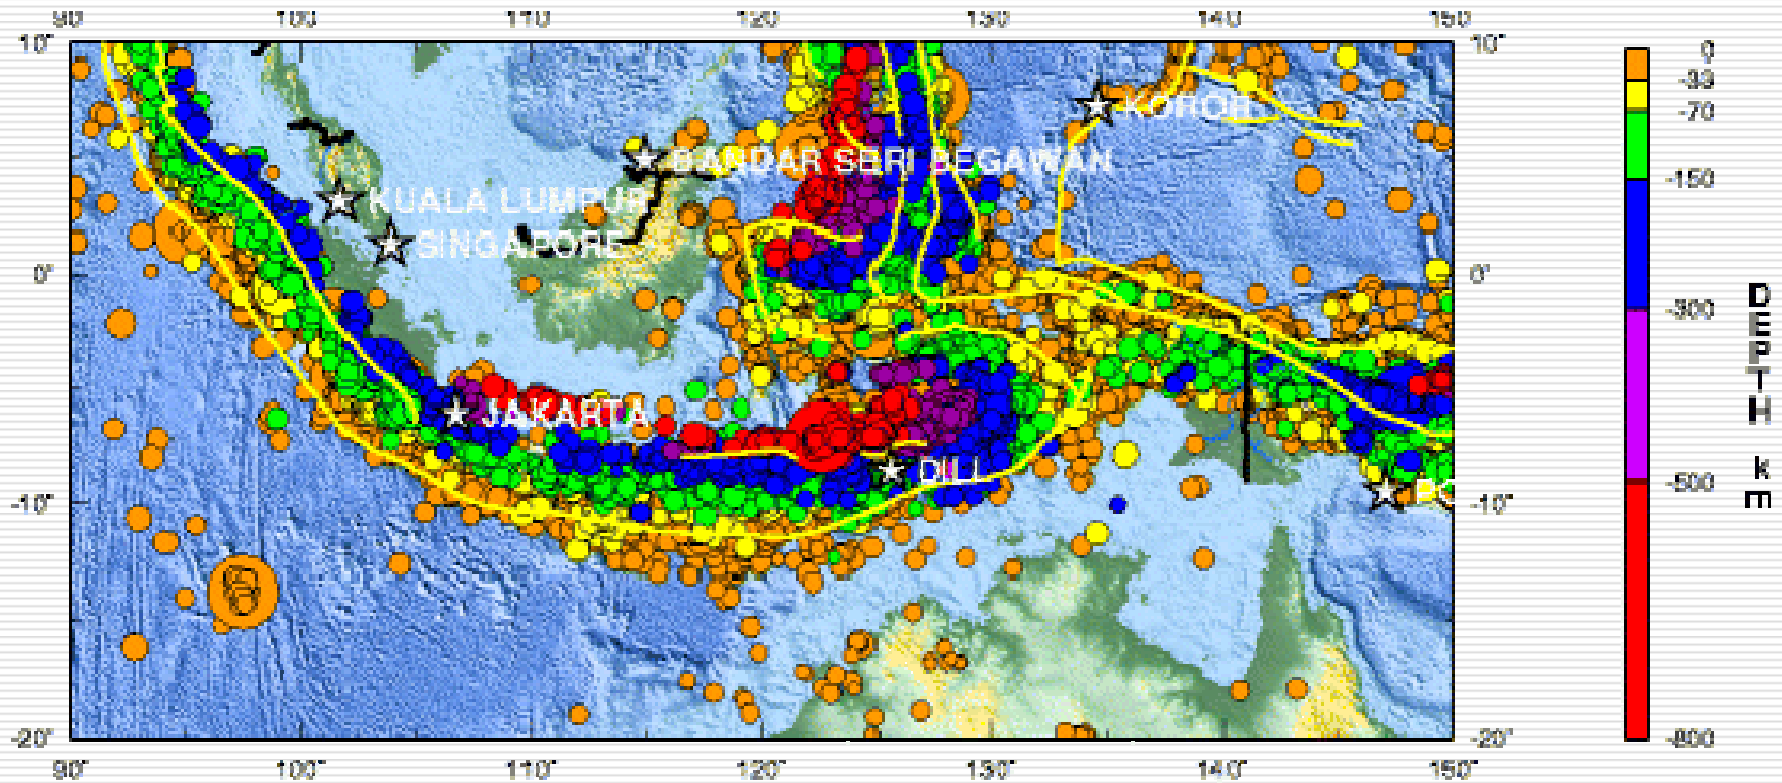 90° 100° 110° 120° 130° 140° 150°
10° 10° 0
-33
KOROR -70
BANDAR SERI BEGAWAN
-150
KUALA LUMPUR
SINGAPORE
0° 0°
-300
DEPTH km
JAKARTA
DILI
-500
-10° -10°
PO
-20° -20° -800
90° 100° 110° 120° 130° 140° 150°